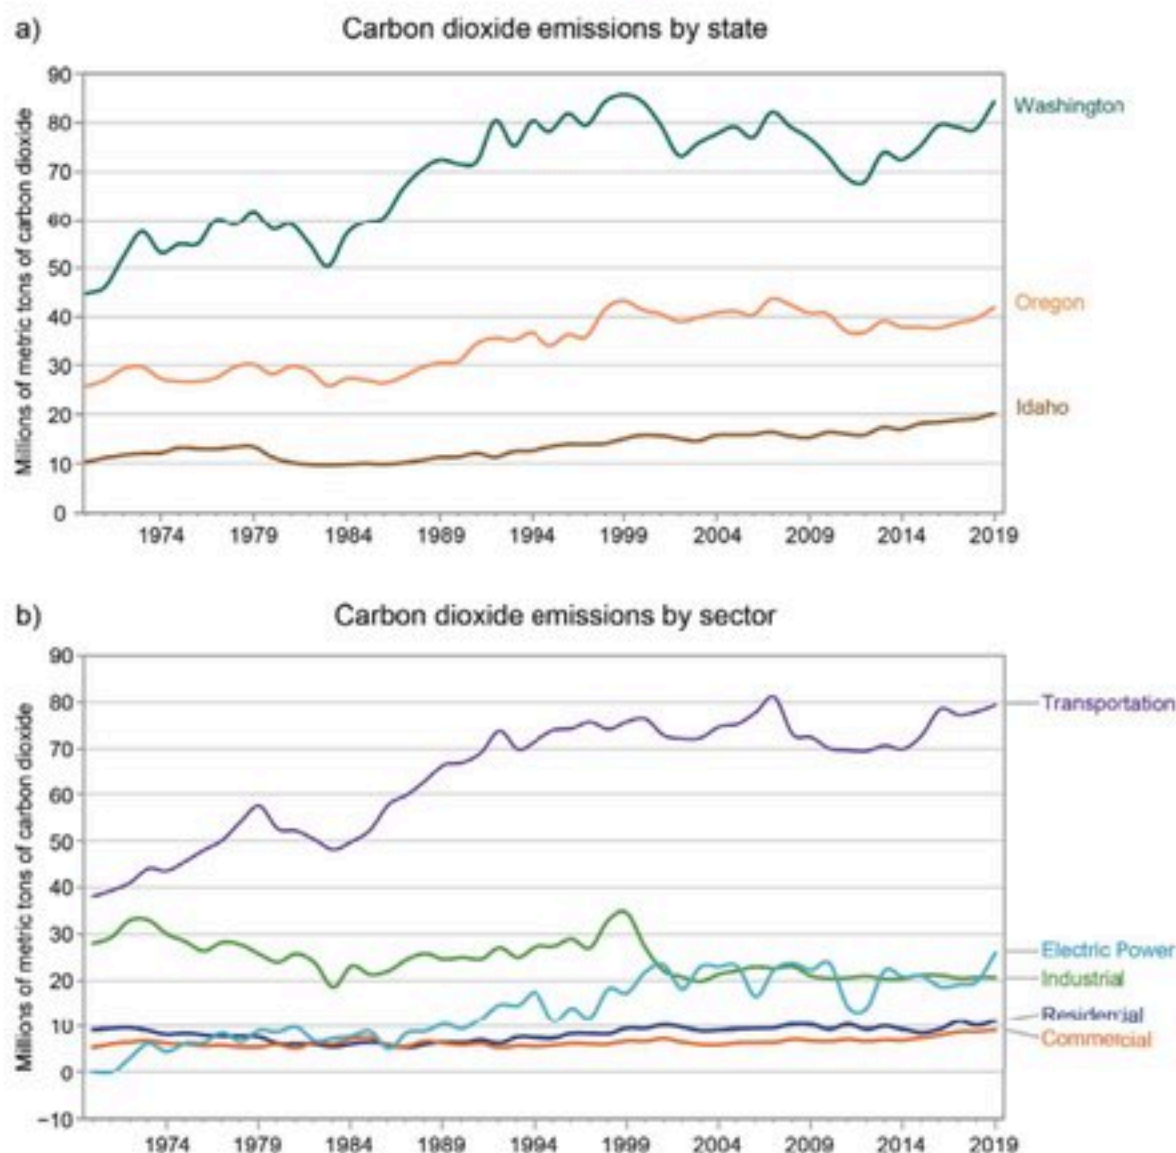 a)
Carbon dioxide emissions by state
Millions of metric tons of carbon dioxide
90
80
70
60
50
40
30
20
10
0
Washington
Oregon
Idaho
1974 1979 1984 1989 1994 1999 2004 2009 2014 2019
b)
Carbon dioxide emissions by sector
Millions of metric tons of carbon dioxide
90
80
70
60
50
40
30
20
10
0
−10
Transportation
Electric Power
Industrial
Residencial
Commercial
1974 1979 1984 1989 1994 1999 2004 2009 2014 2019